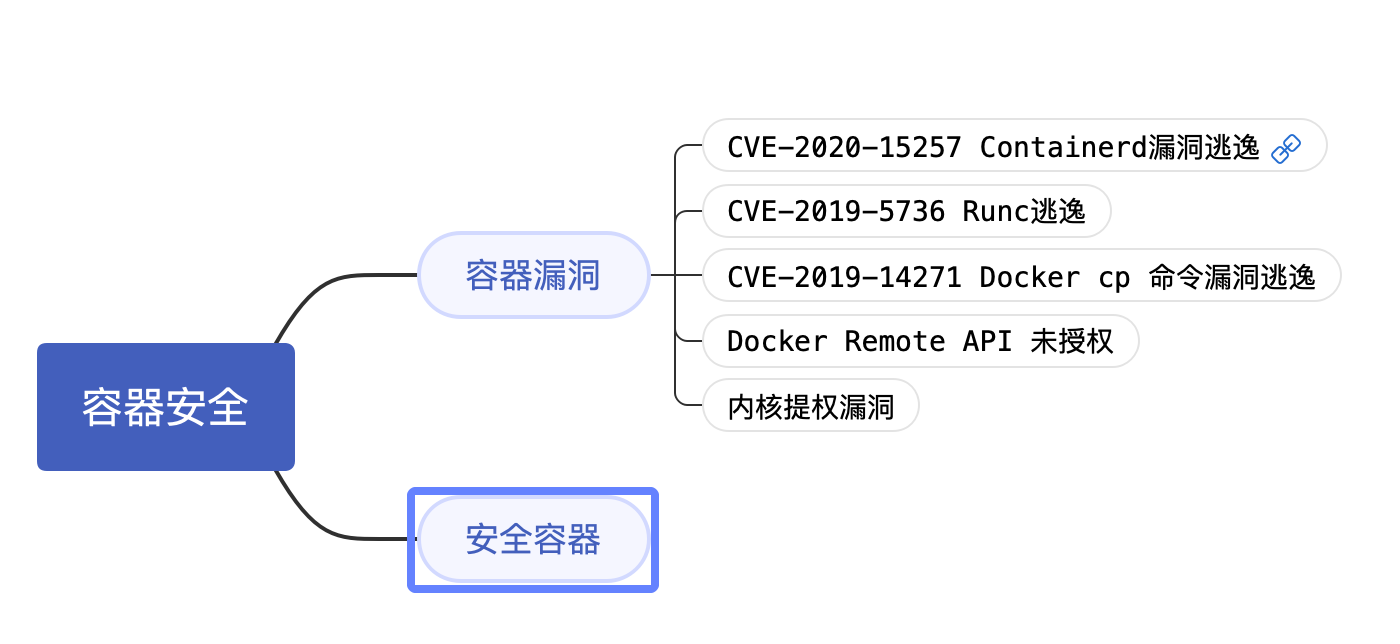 容器安全
容器漏洞
CVE-2020-15257 Containerd漏洞逃逸
CVE-2019-5736 Runc逃逸
CVE-2019-14271 Docker cp 命令漏洞逃逸
Docker Remote API 未授权
内核提权漏洞
安全容器